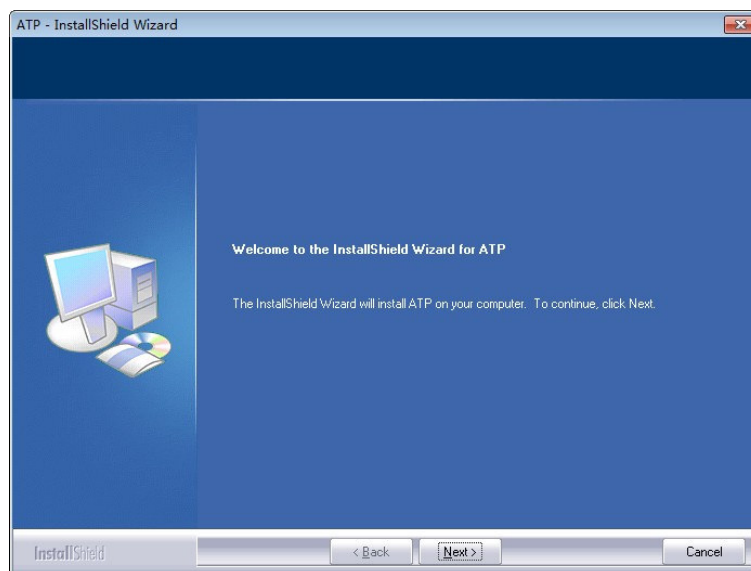 ATP - InstallShield Wizard
Welcome to the InstallShield Wizard for ATP
The InstallShield Wizard will install ATP on your computer.  To continue, click Next.
InstallShield
< Back
Next >
Cancel